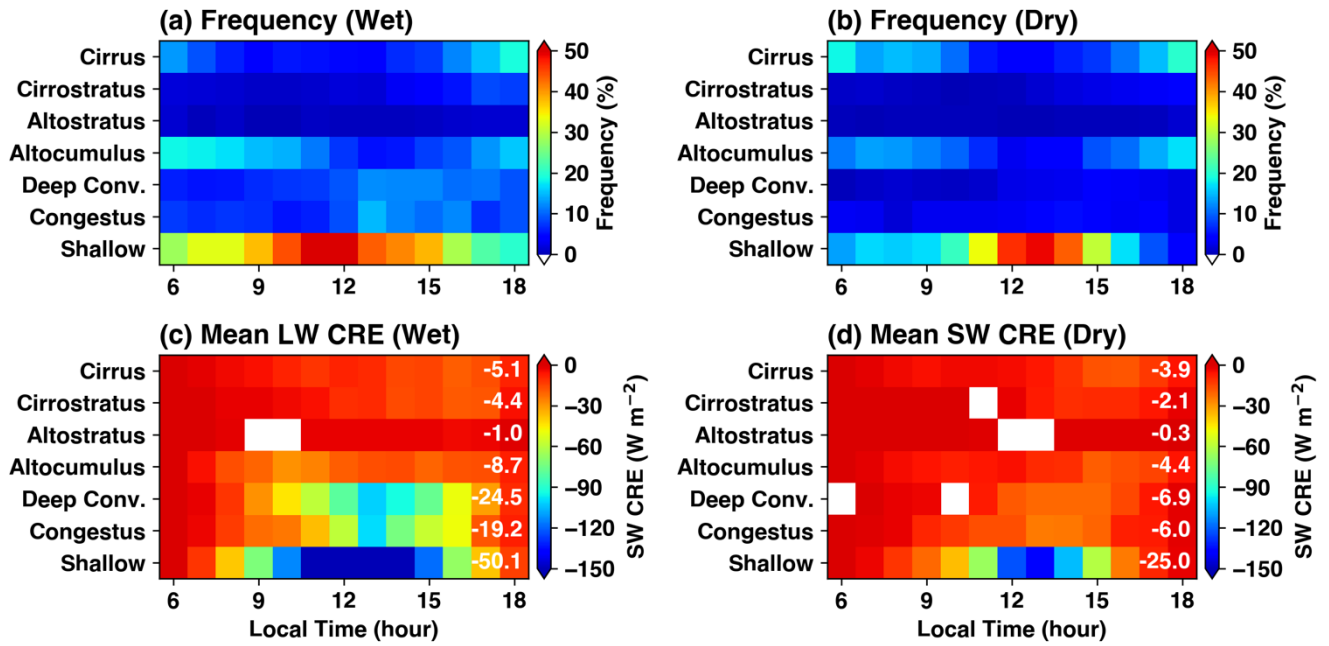 (a) Frequency (Wet)
Cirrus
Cirrostratus
Altostratus
Altocumulus
Deep Conv.
Congestus
Shallow
6 9 12 15 18
50
40
30
20
10
0
Frequency (%)
(b) Frequency (Dry)
Cirrus
Cirrostratus
Altostratus
Altocumulus
Deep Conv.
Congestus
Shallow
6 9 12 15 18
50
40
30
20
10
0
Frequency (%)
(c) Mean LW CRE (Wet)
Cirrus -5.1
Cirrostratus -4.4
Altostratus -1.0
Altocumulus -8.7
Deep Conv. -24.5
Congestus -19.2
Shallow -50.1
6 9 12 15 18
Local Time (hour)
0
−30
−60
−90
−120
−150
SW CRE (W m⁻²)
(d) Mean SW CRE (Dry)
Cirrus -3.9
Cirrostratus -2.1
Altostratus -0.3
Altocumulus -4.4
Deep Conv. -6.9
Congestus -6.0
Shallow -25.0
6 9 12 15 18
Local Time (hour)
0
−30
−60
−90
−120
−150
SW CRE (W m⁻²)